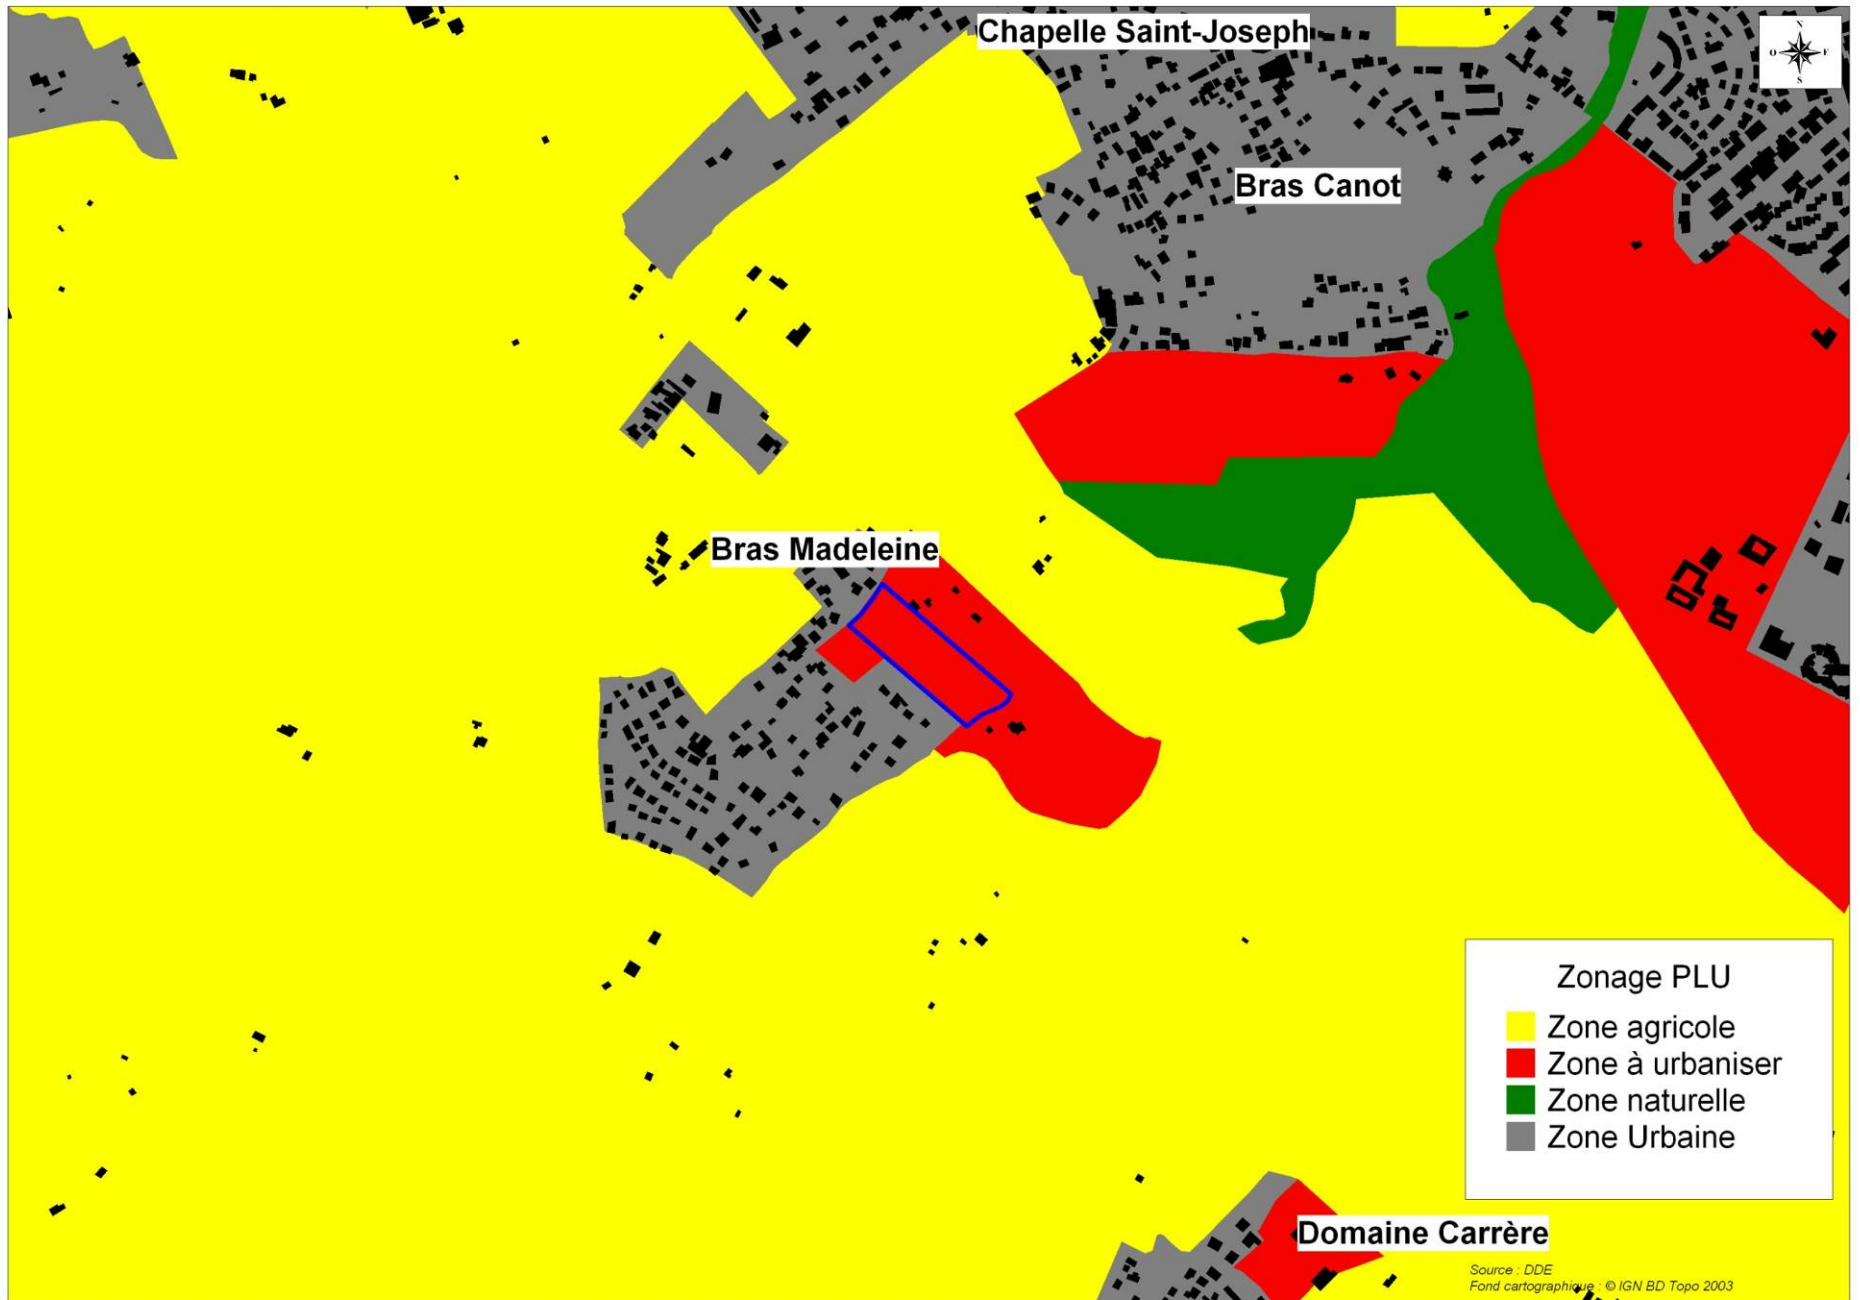 Chapelle Saint-Joseph
N
O E
S
Bras Canot
Bras Madeleine
Zonage PLU
Zone agricole
Zone à urbaniser
Zone naturelle
Zone Urbaine
Domaine Carrère
Source : DDE
Fond cartographique : © IGN BD Topo 2003